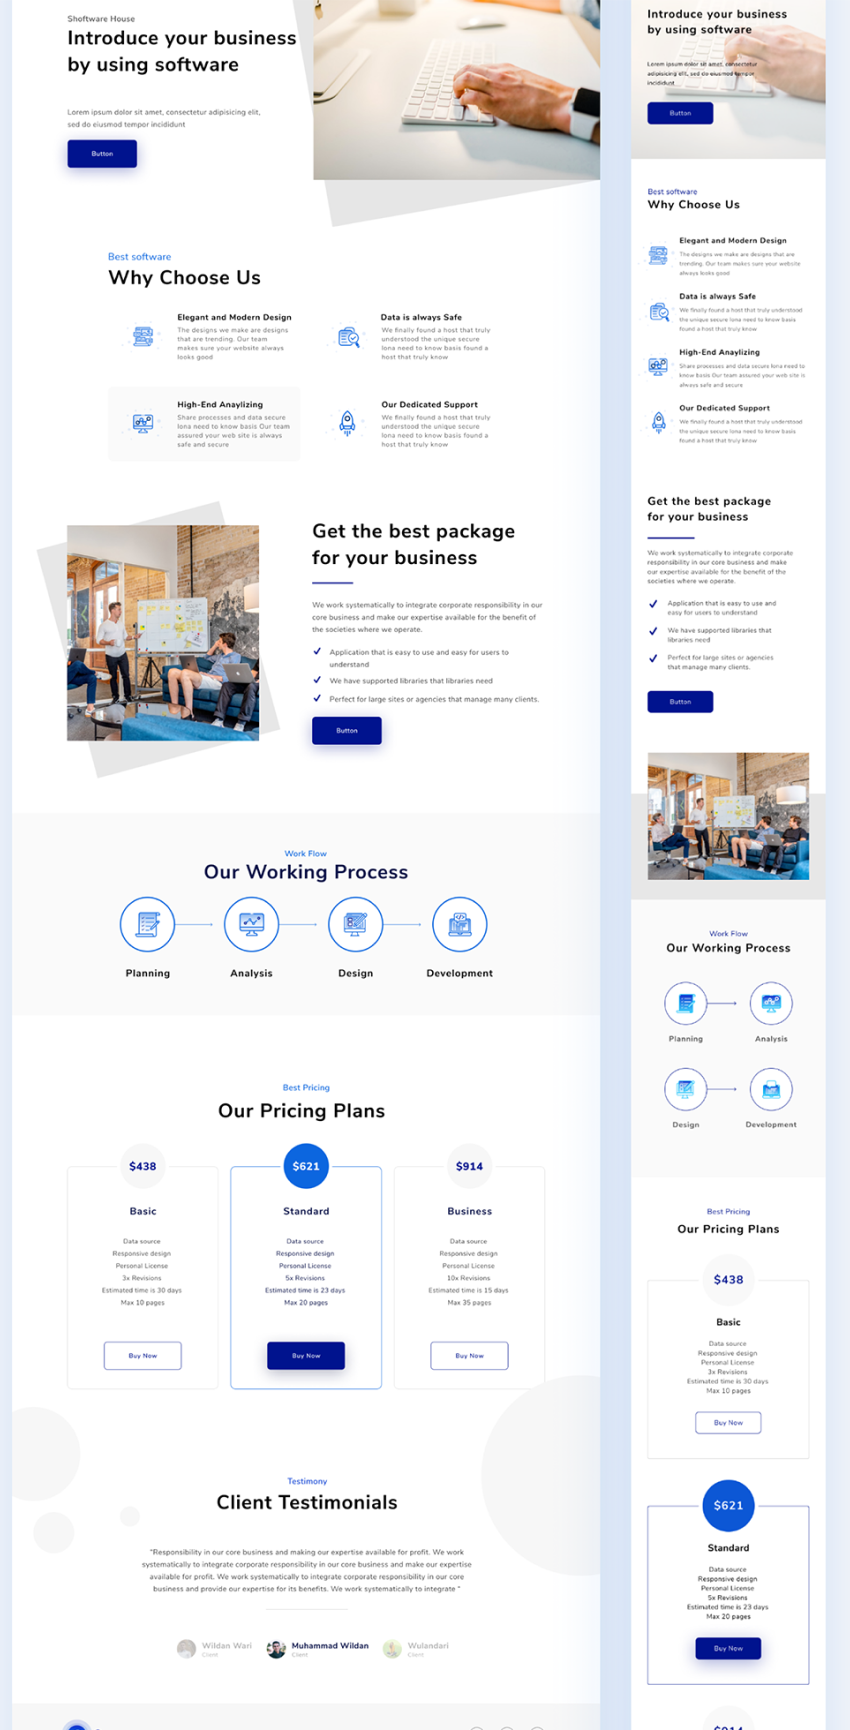 Shoftware House
Introduce your business
by using software
Lorem ipsum dolor sit amet, consectetur adipisicing elit,
sed do eiusmod tempor incididunt
Button
Best software
Why Choose Us
Elegant and Modern Design
The designs we make are designs
that are trending. Our team
makes sure your website always
looks good
Data is always Safe
We finally found a host that truly
understood the unique secure
Iona need to know basis found a
host that truly know
High-End Anaylizing
Share processes and data secure
Iona need to know basis Our team
assured your web site is always
safe and secure
Our Dedicated Support
We finally found a host that truly
understood the unique secure
Iona need to know basis found a
host that truly know
Get the best package
for your business
We work systematically to integrate corporate responsibility in our
core business and make our expertise available for the benefit of
the societies where we operate.
Application that is easy to use and easy for users to
understand
We have supported libraries that libraries need
Perfect for large sites or agencies that manage many clients.
Button
Work Flow
Our Working Process
Planning
Analysis
Design
Development
Best Pricing
Our Pricing Plans
$438
Basic
Data source
Responsive design
Personal License
3x Revisions
Estimated time is 30 days
Max 10 pages
Buy Now
$621
Standard
Data source
Responsive design
Personal License
5x Revisions
Estimated time is 23 days
Max 20 pages
Buy Now
$914
Business
Data source
Responsive design
Personal License
10x Revisions
Estimated time is 15 days
Max 35 pages
Buy Now
Testimony
Client Testimonials
"Responsibility in our core business and making our expertise available for profit. We work
systematically to integrate corporate responsibility in our core business and make our expertise
available for profit. We work systematically to integrate corporate responsibility in our core
business and provide our expertise for its benefits. We work systematically to integrate "
Wildan Wari
Client
Muhammad Wildan
Client
Wulandari
Client
Introduce your business
by using software
Lorem ipsum dolor sit amet, consectetur
adipisicing elit, sed do eiusmod tempor
incididunt
Button
Best software
Why Choose Us
Elegant and Modern Design
The designs we make are designs that are
trending. Our team makes sure your website
always looks good
Data is always Safe
We finally found a host that truly understood
the unique secure Iona need to know basis
found a host that truly know
High-End Anaylizing
Share processes and data secure Iona need to
know basis Our team assured your web site is
always safe and secure
Our Dedicated Support
We finally found a host that truly understood
the unique secure Iona need to know basis
found a host that truly know
Get the best package
for your business
We work systematically to integrate corporate
responsibility in our core business and make
our expertise available for the benefit of the
societies where we operate.
Application that is easy to use and
easy for users to understand
We have supported libraries that
libraries need
Perfect for large sites or agencies
that manage many clients.
Button
Work Flow
Our Working Process
Planning
Analysis
Design
Development
Best Pricing
Our Pricing Plans
$438
Basic
Data source
Responsive design
Personal License
3x Revisions
Estimated time is 30 days
Max 10 pages
Buy Now
$621
Standard
Data source
Responsive design
Personal License
5x Revisions
Estimated time is 23 days
Max 20 pages
Buy Now